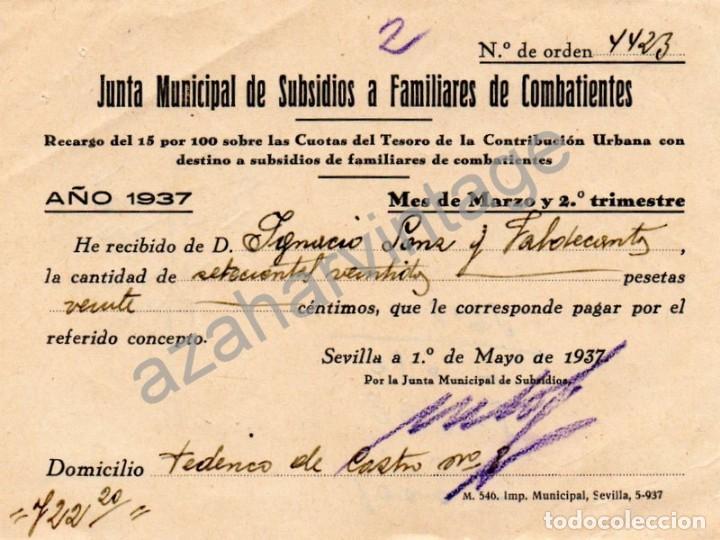 2
N.º de orden 4423
Junta Municipal de Subsidios a Familiares de Combatientes
Recargo del 15 por 100 sobre las Cuotas del Tesoro de la Contribución Urbana con
destino a subsidios de familiares de combatientes
AÑO 1937
Mes de Marzo y 2.º trimestre
He recibido de D. Ignacio y ,
la cantidad de setecientas veintidos pesetas
veinte céntimos, que le corresponde pagar por el
referido concepto.
Sevilla a 1.º de Mayo de 1937
Por la Junta Municipal de Subsidios,
Domicilio Federico de Castro nº
"722 20"
M. 546. Imp. Municipal, Sevilla, 5-937
azaharvintage
todocoleccion